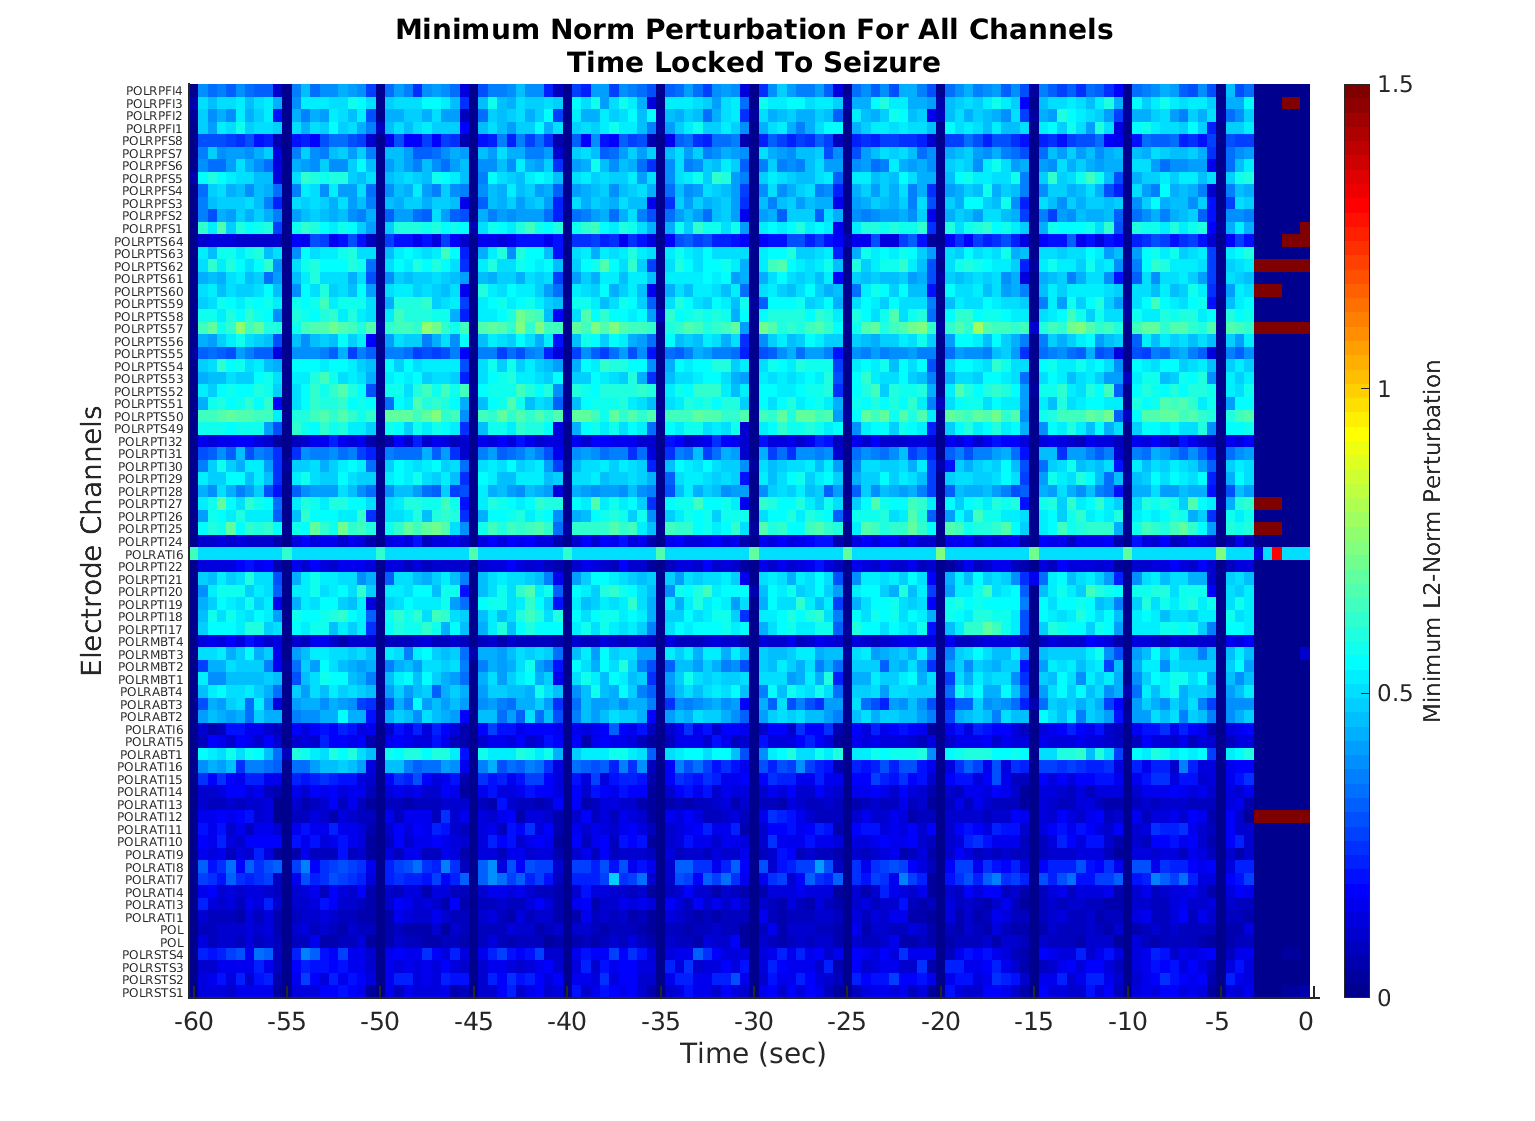 Minimum Norm Perturbation For All Channels
Time Locked To Seizure
POLRPFI4
POLRPFI3
POLRPFI2
POLRPFI1
POLRPFS8
POLRPFS7
POLRPFS6
POLRPFS5
POLRPFS4
POLRPFS3
POLRPFS2
POLRPFS1
POLRPTS64
POLRPTS63
POLRPTS62
POLRPTS61
POLRPTS60
POLRPTS59
POLRPTS58
POLRPTS57
POLRPTS56
POLRPTS55
POLRPTS54
POLRPTS53
POLRPTS52
POLRPTS51
POLRPTS50
POLRPTS49
POLRPTI32
POLRPTI31
POLRPTI30
POLRPTI29
POLRPTI28
POLRPTI27
POLRPTI26
POLRPTI25
POLRPTI24
POLRATI6
POLRPTI22
POLRPTI21
POLRPTI20
POLRPTI19
POLRPTI18
POLRPTI17
POLRMBT4
POLRMBT3
POLRMBT2
POLRMBT1
POLRABT4
POLRABT3
POLRABT2
POLRATI6
POLRATI5
POLRABT1
POLRATI16
POLRATI15
POLRATI14
POLRATI13
POLRATI12
POLRATI11
POLRATI10
POLRATI9
POLRATI8
POLRATI7
POLRATI4
POLRATI3
POLRATI1
POL
POL
POLRSTS4
POLRSTS3
POLRSTS2
POLRSTS1
Electrode Channels
-60 -55 -50 -45 -40 -35 -30 -25 -20 -15 -10 -5 0
Time (sec)
1.5
1
0.5
0
Minimum L2-Norm Perturbation